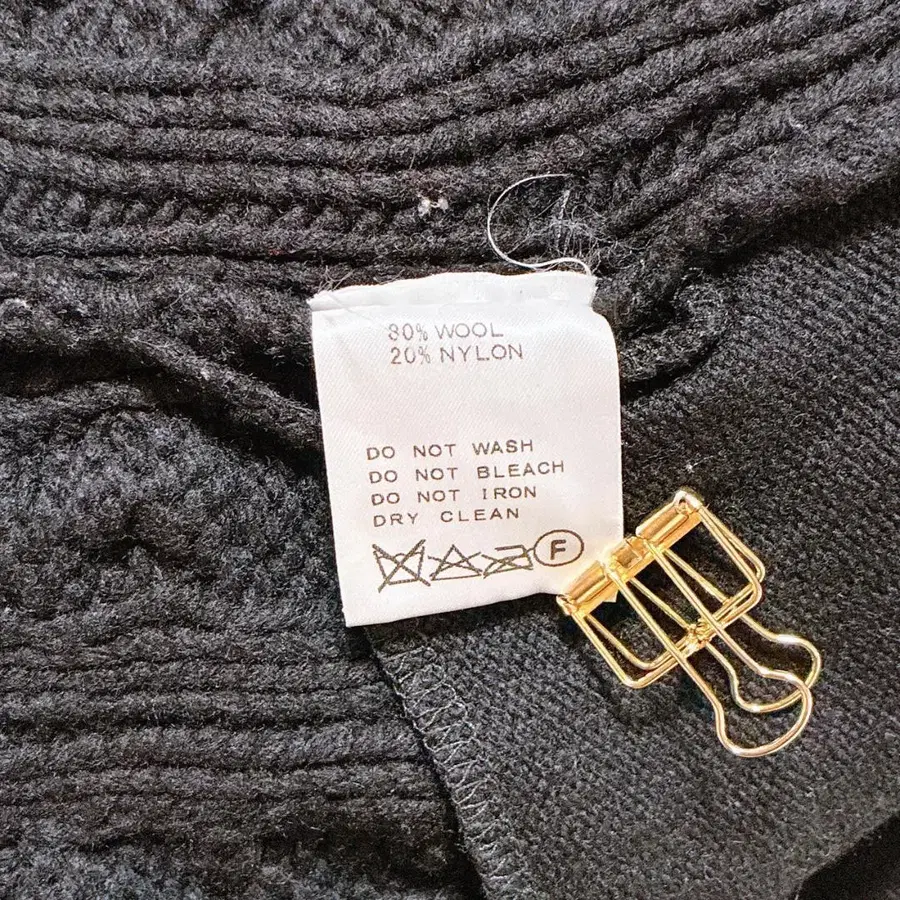 80% WOOL
20% NYLON
DO NOT WASH
DO NOT BLEACH
DO NOT IRON
DRY CLEAN
F